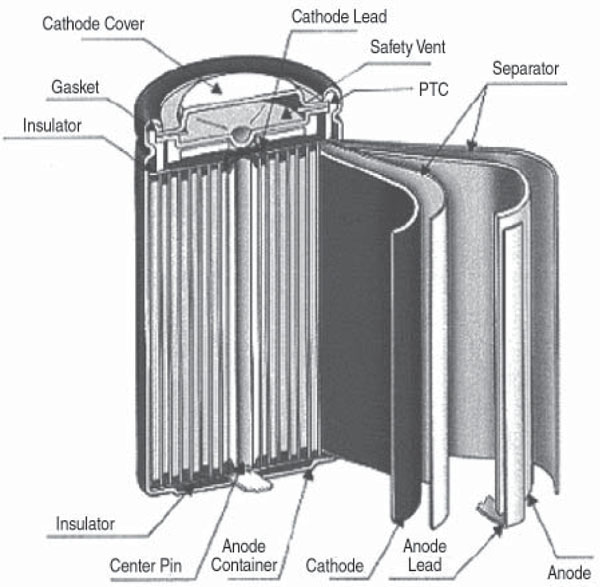 Cathode Cover
Cathode Lead
Safety Vent
Separator
Gasket
PTC
Insulator
Insulator
Center Pin
Anode
Container
Cathode
Anode
Lead
Anode